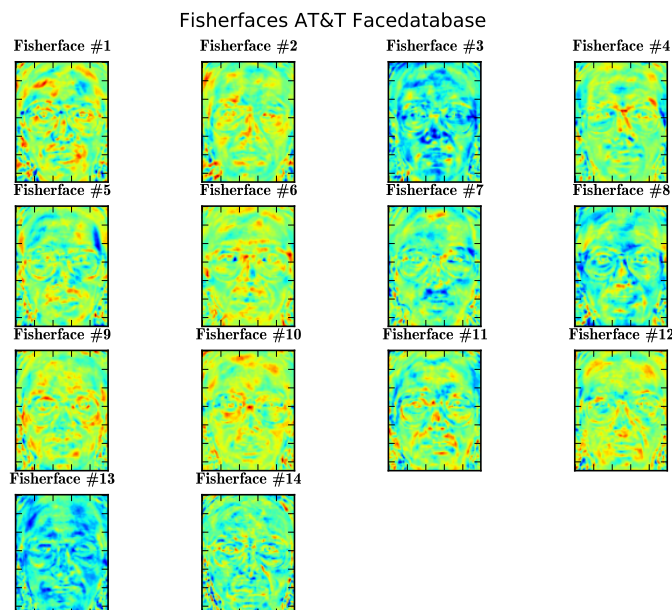 Fisherfaces AT&T Facedatabase
Fisherface #1 Fisherface #2 Fisherface #3 Fisherface #4
Fisherface #5 Fisherface #6 Fisherface #7 Fisherface #8
Fisherface #9 Fisherface #10 Fisherface #11 Fisherface #12
Fisherface #13 Fisherface #14